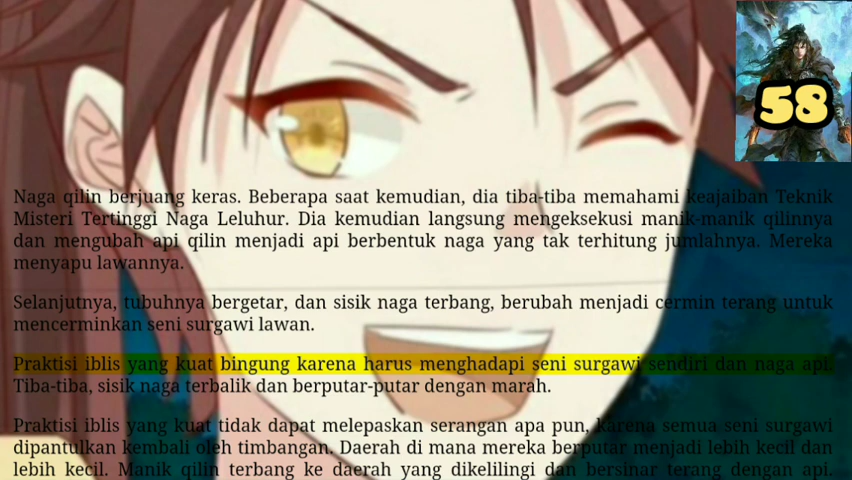 58
Naga qilin berjuang keras. Beberapa saat kemudian, dia tiba-tiba memahami keajaiban Teknik
Misteri Tertinggi Naga Leluhur. Dia kemudian langsung mengeksekusi manik-manik qilinnya
dan mengubah api qilin menjadi api berbentuk naga yang tak terhitung jumlahnya. Mereka
menyapu lawannya.
Selanjutnya, tubuhnya bergetar, dan sisik naga terbang, berubah menjadi cermin terang untuk
mencerminkan seni surgawi lawan.
Praktisi iblis yang kuat bingung karena harus menghadapi seni surgawi sendiri dan naga api.
Tiba-tiba, sisik naga terbalik dan berputar-putar dengan marah.
Praktisi iblis yang kuat tidak dapat melepaskan serangan apa pun, karena semua seni surgawi
dipantulkan kembali oleh timbangan. Daerah di mana mereka berputar menjadi lebih kecil dan
lebih kecil. Manik qilin terbang ke daerah yang dikelilingi dan bersinar terang dengan api.